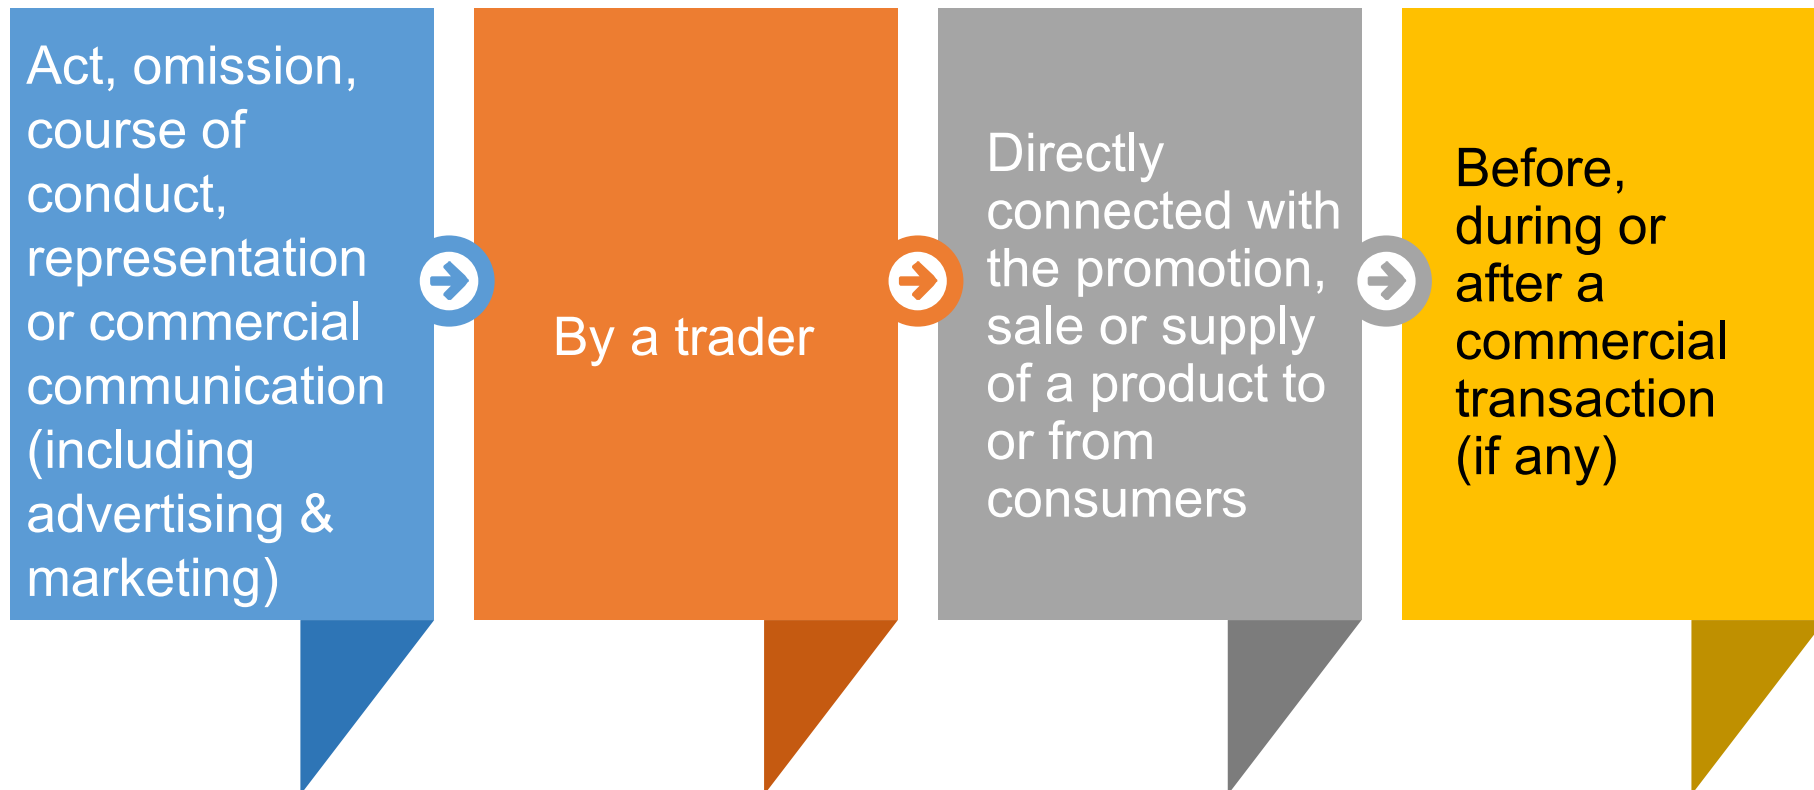 Act, omission,
course of
conduct,
representation
or commercial
communication
(including
advertising &
marketing)
By a trader
Directly
connected with
the promotion,
sale or supply
of a product to
or from
consumers
Before,
during or
after a
commercial
transaction
(if any)